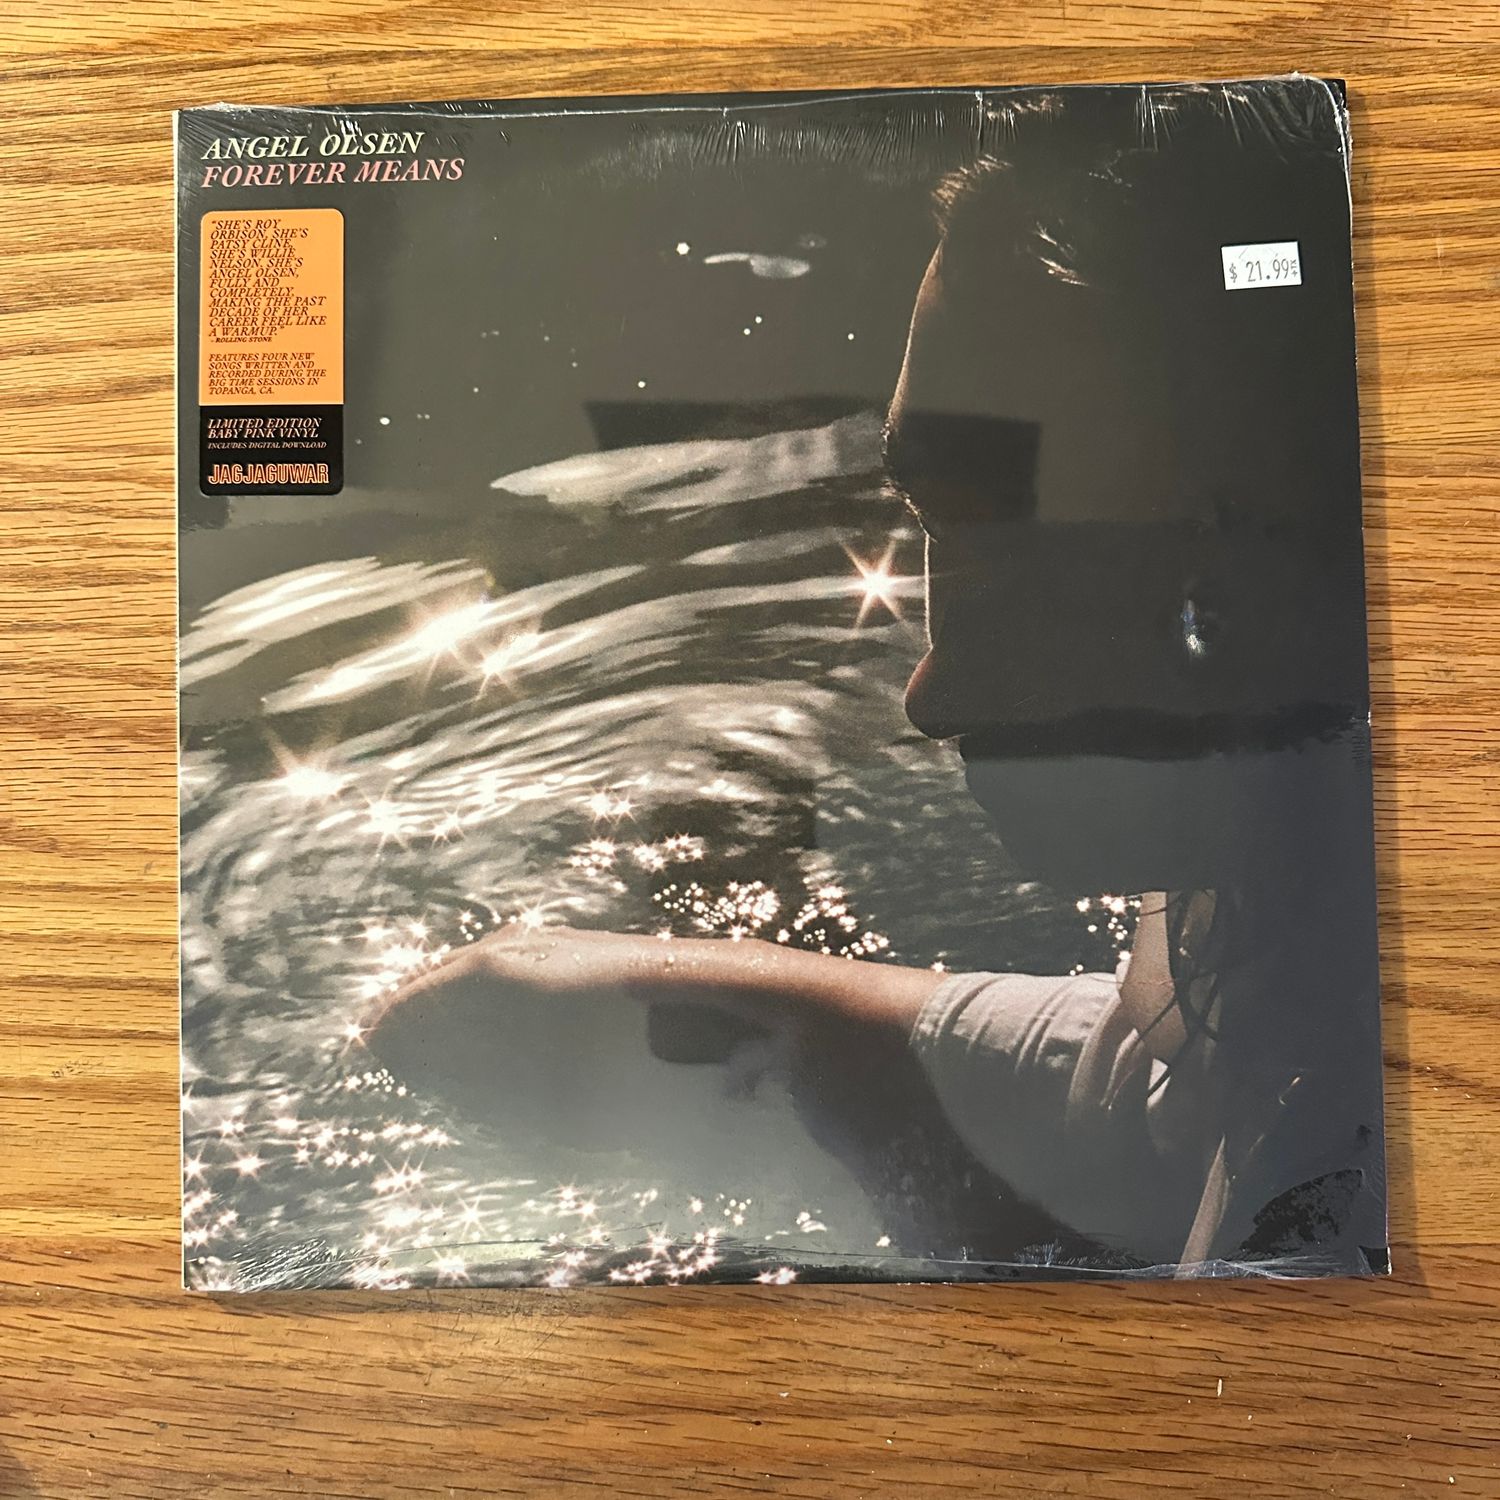 ANGEL OLSEN
FOREVER MEANS
"SHE'S ROY
ORBISON, SHE'S
PATSY CLINE,
SHE'S WILLIE
NELSON, SHE'S
ANGEL OLSEN,
FULLY AND
COMPLETELY,
MAKING THE PAST
DECADE OF HER
CAREER FEEL LIKE
A WARMUP."
- ROLLING STONE
FEATURES FOUR NEW
SONGS WRITTEN AND
RECORDED DURING THE
BIG TIME SESSIONS IN
TOPANGA, CA.
LIMITED EDITION
BABY PINK VINYL
INCLUDES DIGITAL DOWNLOAD
JAGJAGUWAR
$ 21.99